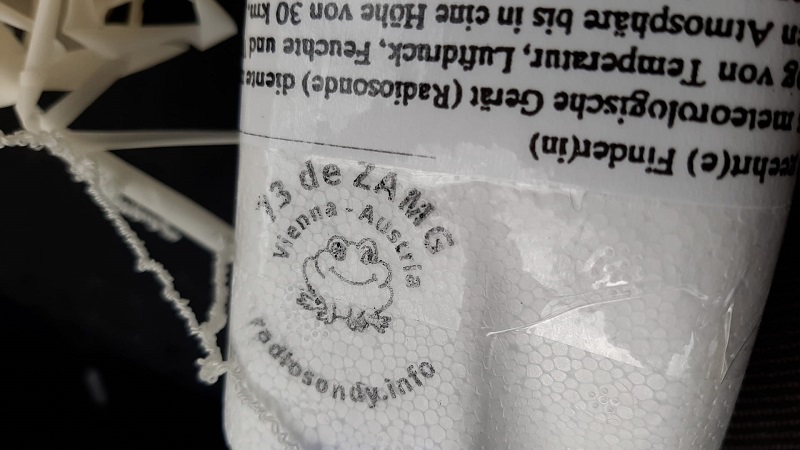 geehrt(e) Finder(in)
meteorologische Gerät (Radiosonde) diente
g von Temperatur, Luftdruck, Feuchte und
n Atmosphäre bis in eine Höhe von 30 km.
73 de ZAMG
Vienna - Austria
radiosondy.info